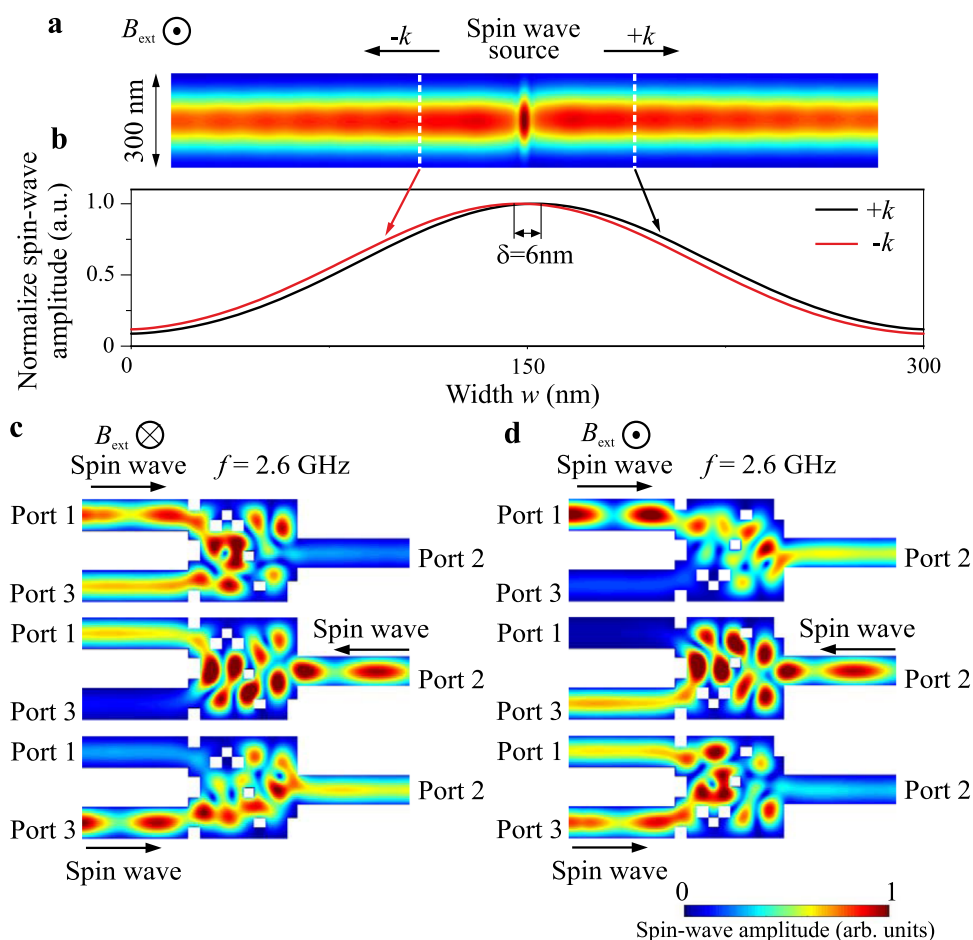 a
B_ext ⊙
-k
Spin wave
source
+k
300 nm
b
Normalize spin-wave
amplitude (a.u.)
1.0
0.5
0
δ=6nm
+k
-k
0
150
300
Width w (nm)
c
B_ext ⊗
Spin wave
f = 2.6 GHz
Port 1
Port 2
Port 3
Port 1
Spin wave
Port 2
Port 3
Port 1
Port 2
Port 3
Spin wave
d
B_ext ⊙
Spin wave
f = 2.6 GHz
Port 1
Port 2
Port 3
Port 1
Spin wave
Port 2
Port 3
Port 1
Port 2
Port 3
Spin wave
0
1
Spin-wave amplitude (arb. units)